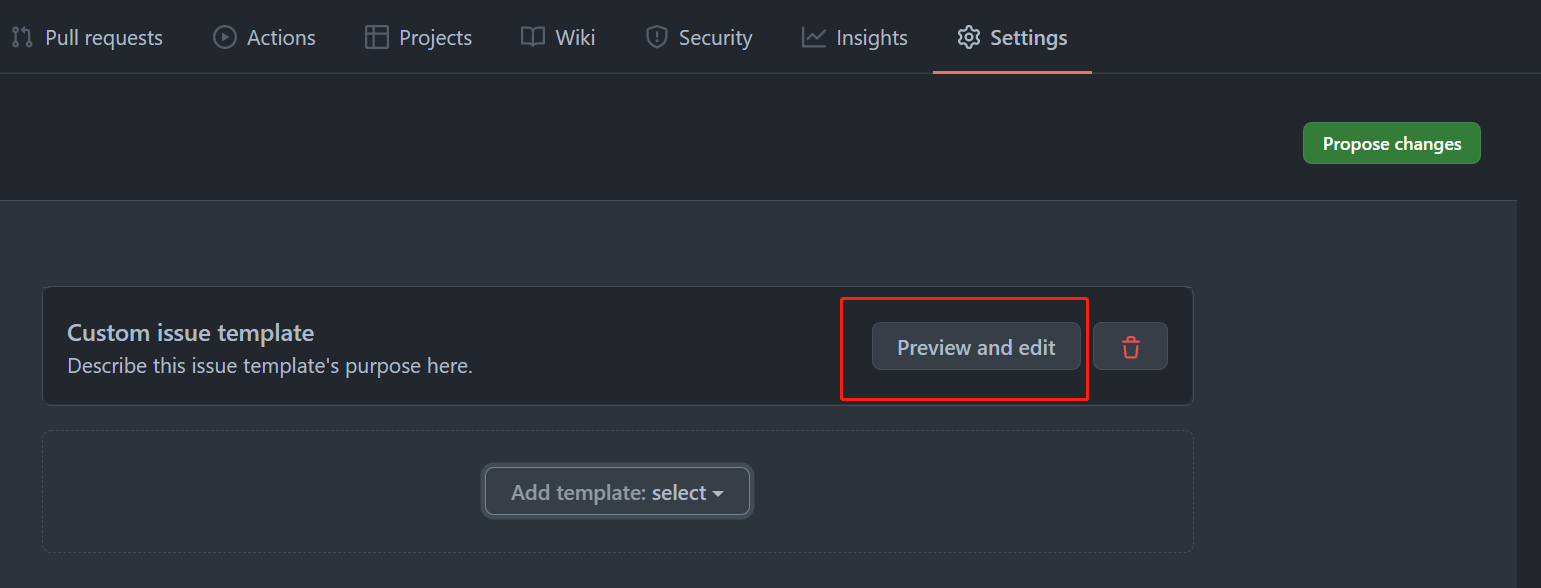 Pull requests Actions Projects Wiki Security Insights Settings
Propose changes
Custom issue template
Describe this issue template's purpose here.
Preview and edit
Add template: select